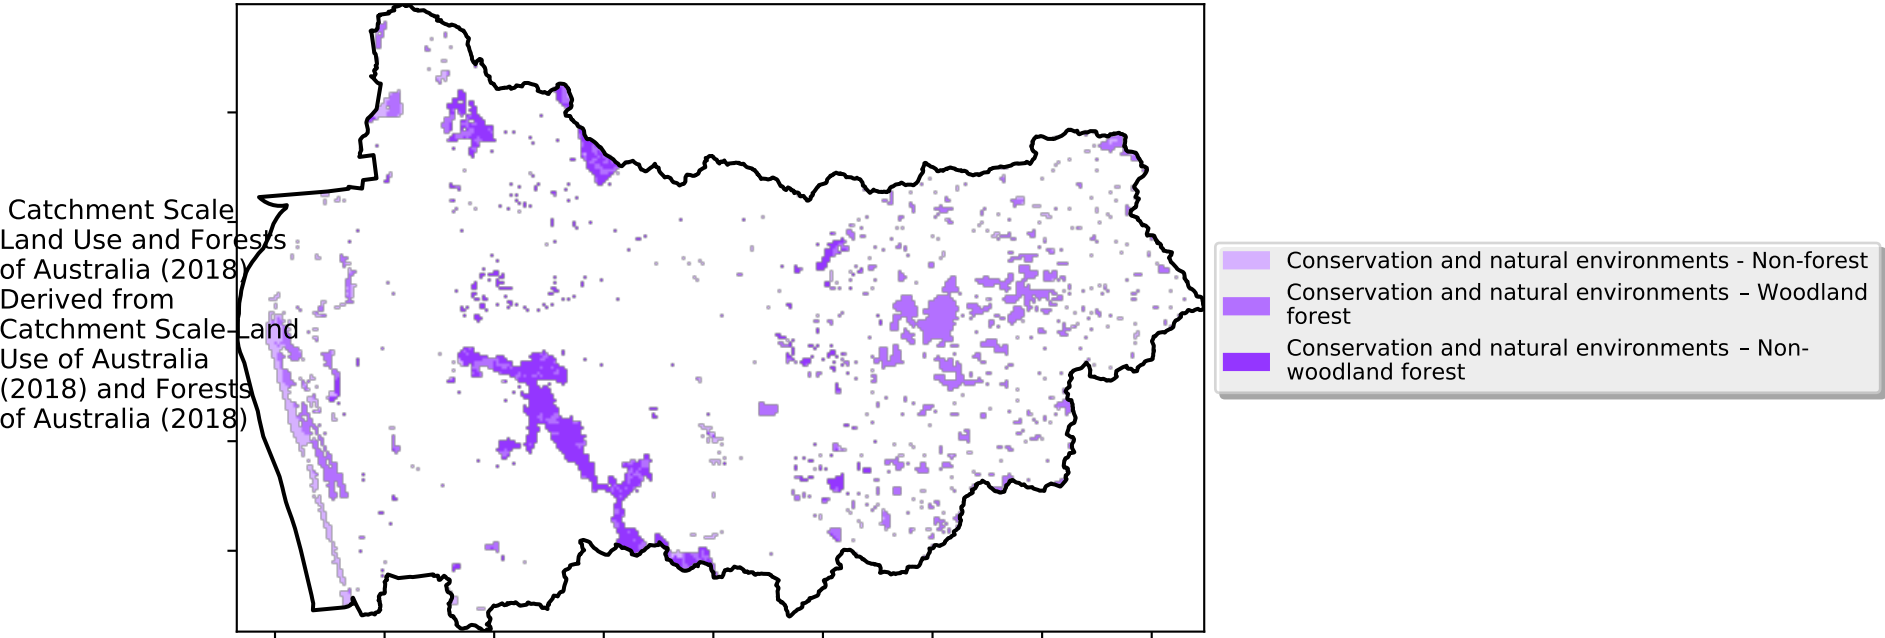 Catchment Scale
Land Use and Forests
of Australia (2018)
Derived from
Catchment Scale Land
Use of Australia
(2018) and Forests
of Australia (2018)
Conservation and natural environments - Non-forest
Conservation and natural environments – Woodland
forest
Conservation and natural environments – Non-
woodland forest